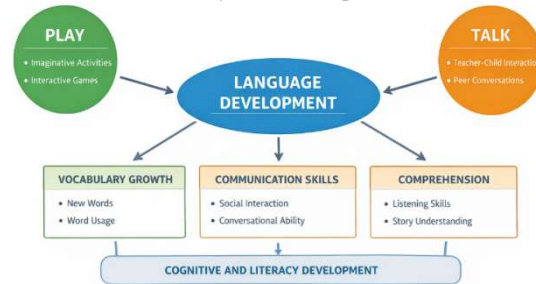 PLAY
• Imaginative Activities
• Interactive Games
TALK
• Teacher-Child Interaction
• Peer Conversations
LANGUAGE
DEVELOPMENT
VOCABULARY GROWTH
• New Words
• Word Usage
COMMUNICATION SKILLS
• Social Interaction
• Conversational Ability
COMPREHENSION
• Listening Skills
• Story Understanding
COGNITIVE AND LITERACY DEVELOPMENT